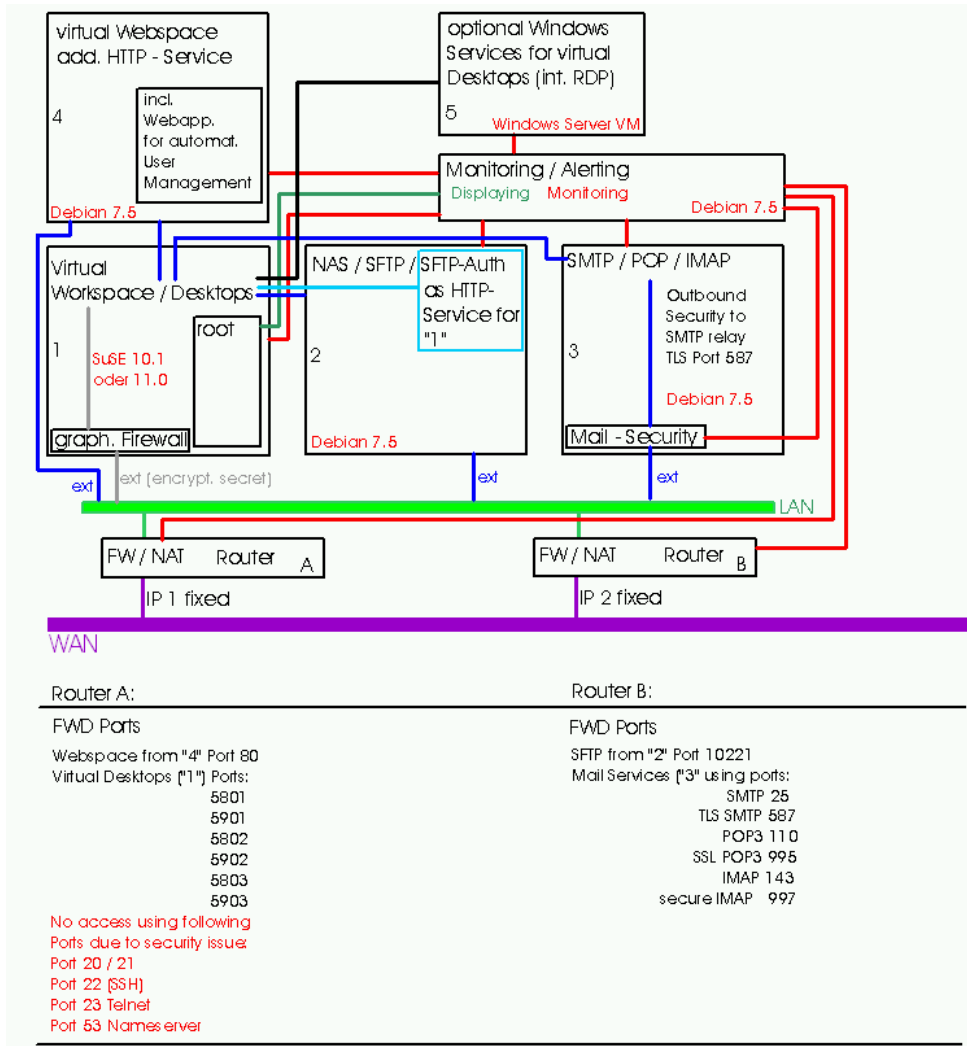 virtual Webspace
add. HTTP - Service
4
incl.
Webapp.
for automat.
User
Management
Debian 7.5
optional Windows
Services for virtual
Desktops (int. RDP)
5
Windows Server VM
Monitoring / Alerting
Displaying Monitoring
Debian 7.5
Virtual
Workspace / Desktops
root
1
SuSE 10.1
oder 11.0
graph. Firewall
NAS / SFTP / SFTP-Auth
as HTTP-
Service for
"1"
2
Debian 7.5
SMTP / POP / IMAP
Outbound
Security to
SMTP relay
TLS Port 587
3
Debian 7.5
Mail - Security
ext
ext (encrypt. secret)
ext
ext
LAN
FW / NAT Router A
FW / NAT Router B
IP 1 fixed
IP 2 fixed
WAN
Router A:
FWD Ports
Webspace from "4" Port 80
Virtual Desktops ("1") Ports:
5801
5901
5802
5902
5803
5903
No access using following
Ports due to security issue:
Port 20 / 21
Port 22 (SSH)
Port 23 Telnet
Port 53 Nameserver
Router B:
FWD Ports
SFTP from "2" Port 10221
Mail Services ("3" using ports:
SMTP 25
TLS SMTP 587
POP3 110
SSL POP3 995
IMAP 143
secure IMAP 997